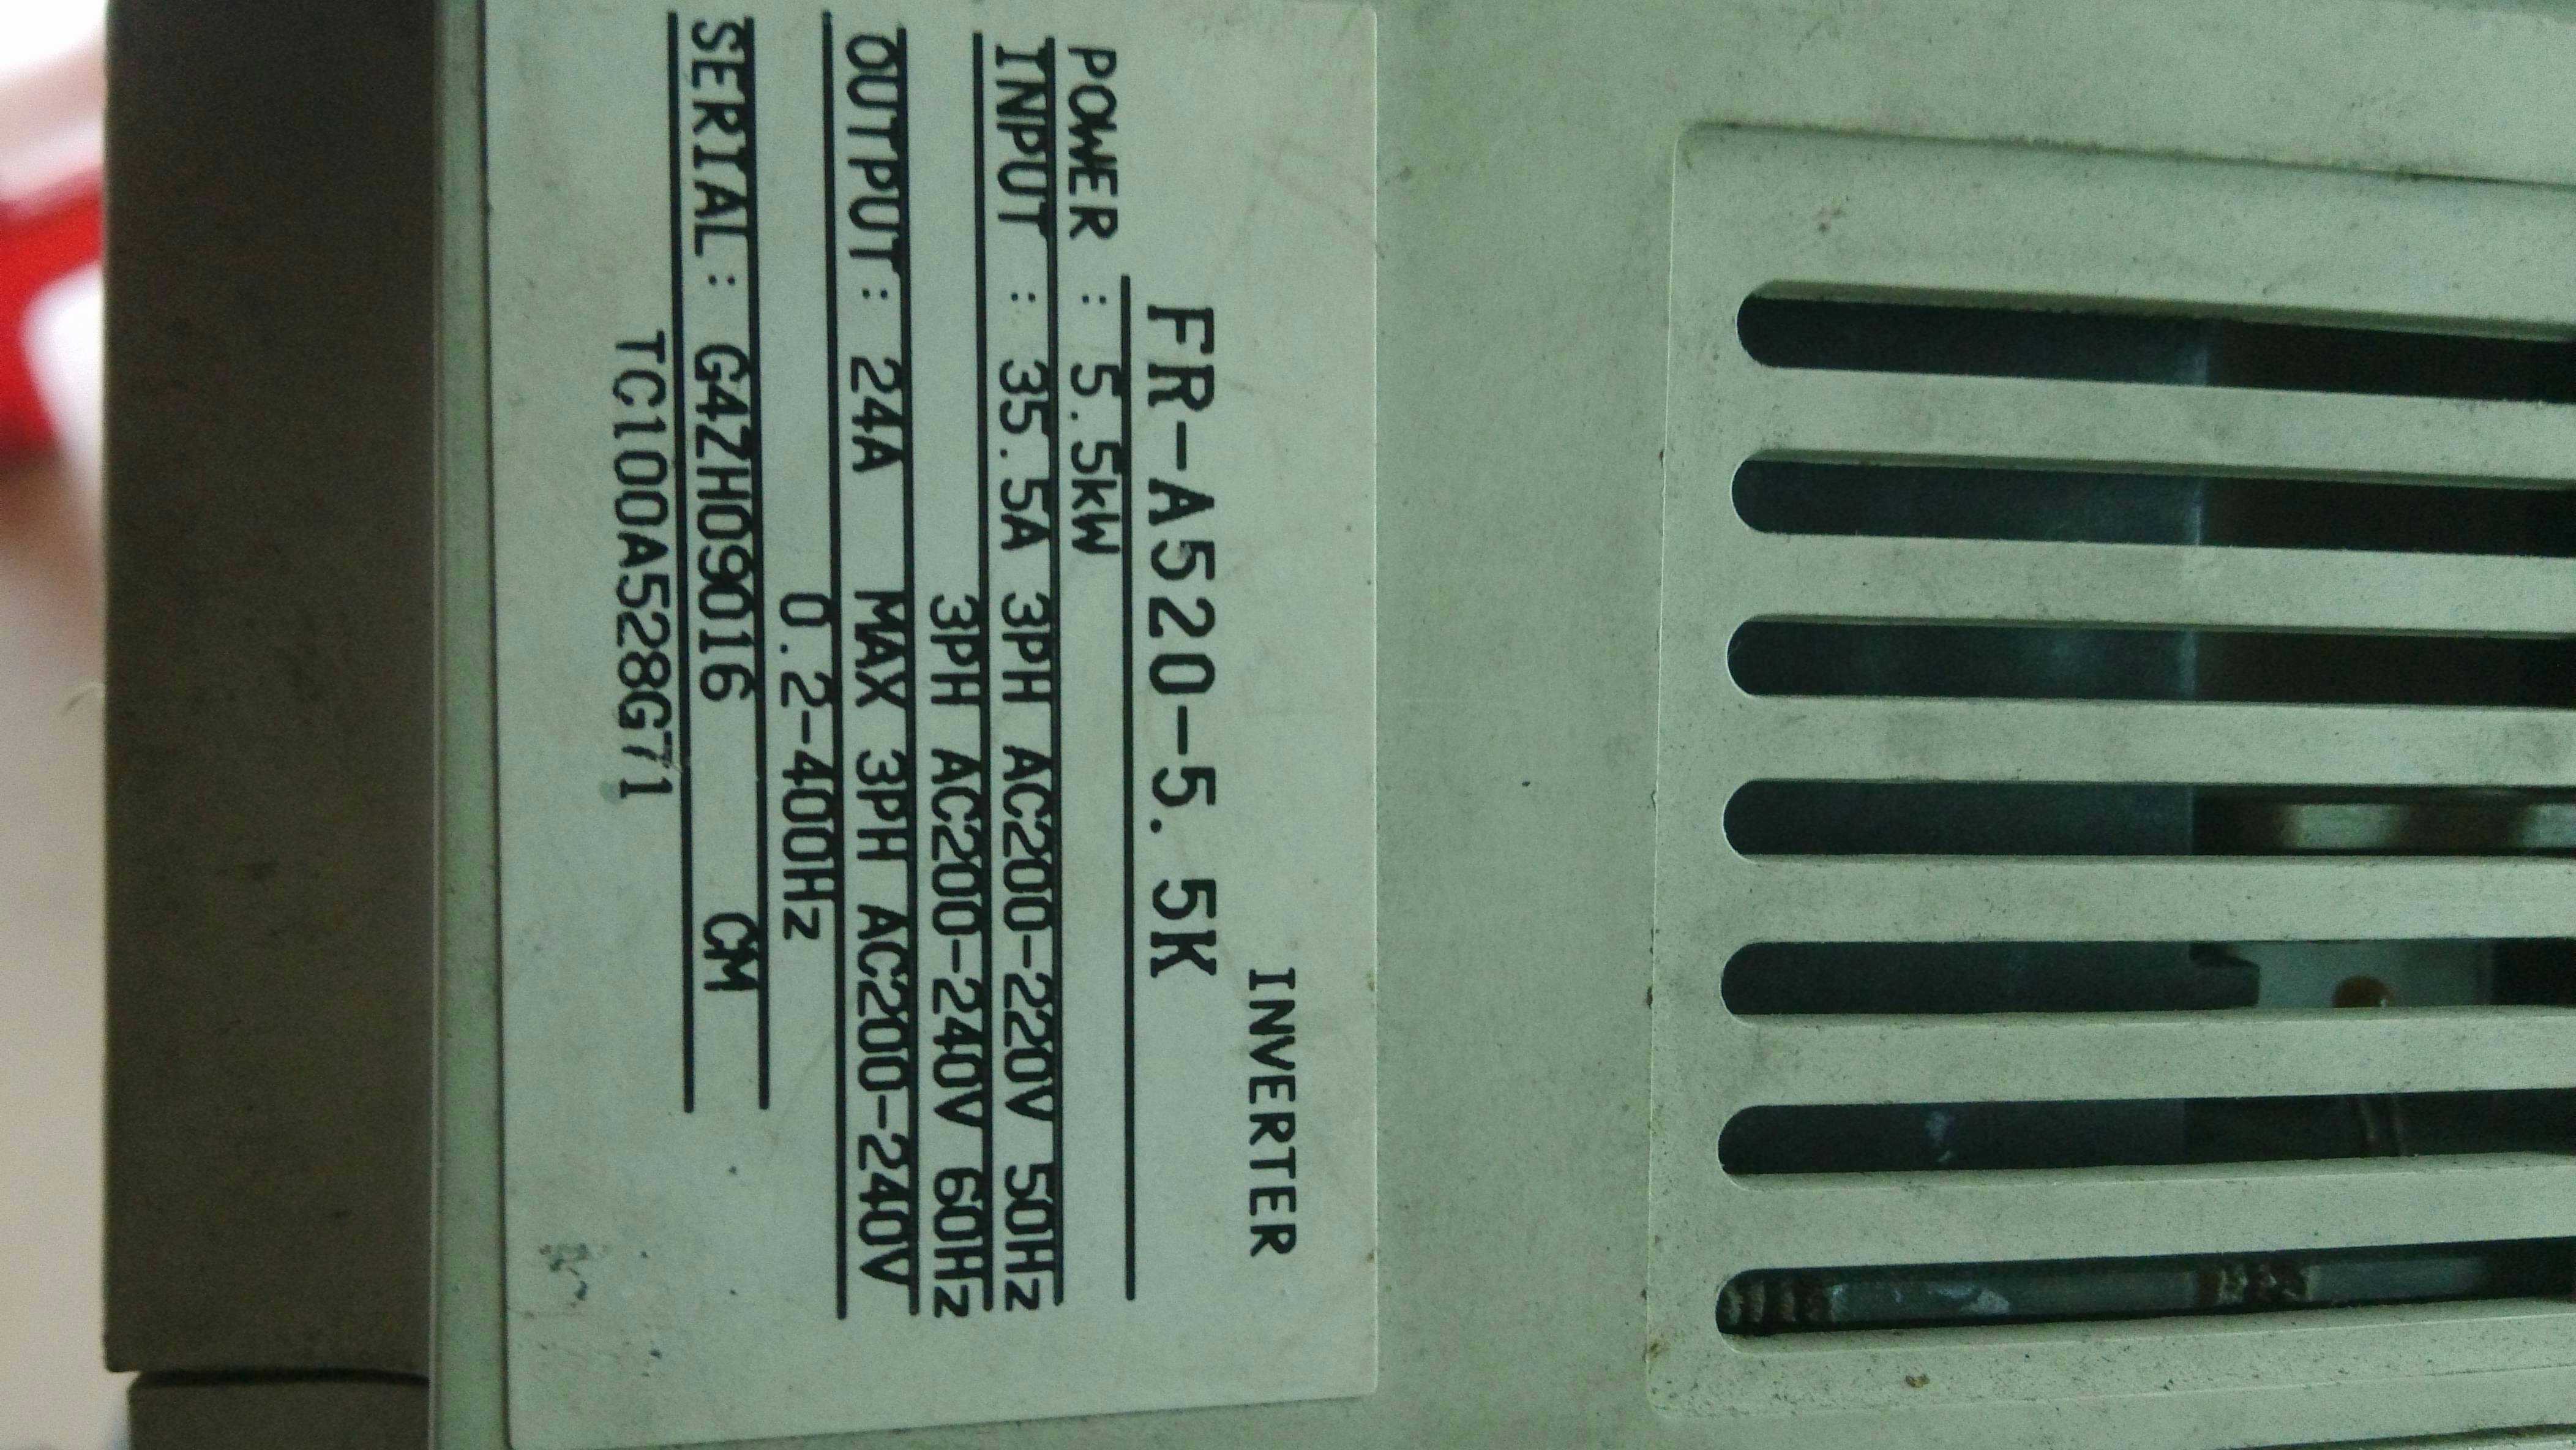 INVERTER
FR-A520-5.5K
POWER : 5.5kW
INPUT : 35.5A 3PH AC200-220V 50Hz
3PH AC200-240V 60Hz
OUTPUT : 24A MAX 3PH AC200-240V
0.2-400Hz
SERIAL : G4ZH09016 CM
TC100A528G71